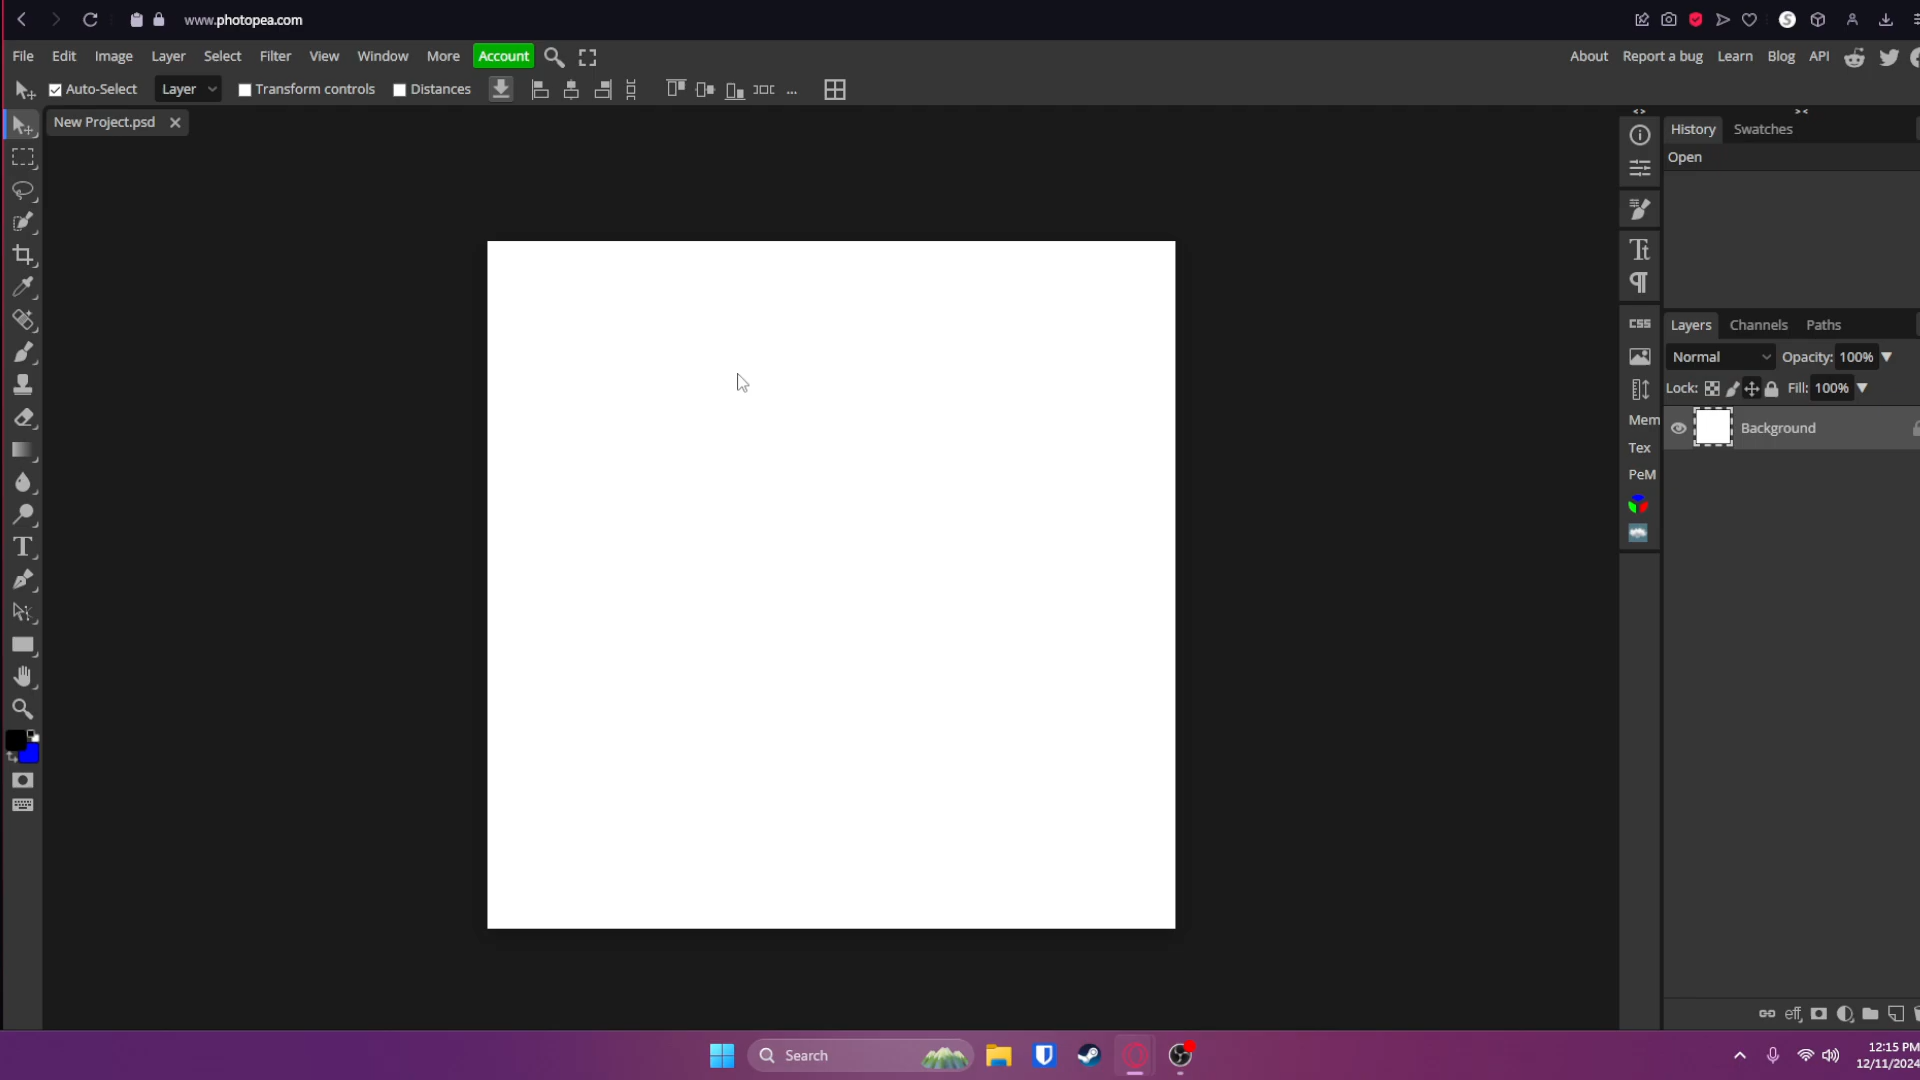 www.photopea.com
File Edit Image Layer Select Filter View Window More Account About Report a bug Learn Blog API
Auto-Select Layer Transform controls Distances ...
New Project.psd
History Swatches
Open
Tt
CSS
Layers Channels Paths
Normal Opacity: 100%
Lock: Fill: 100%
Mem
Background
Tex
PeM
T
eff
Search
12:15 PM
12/11/2024